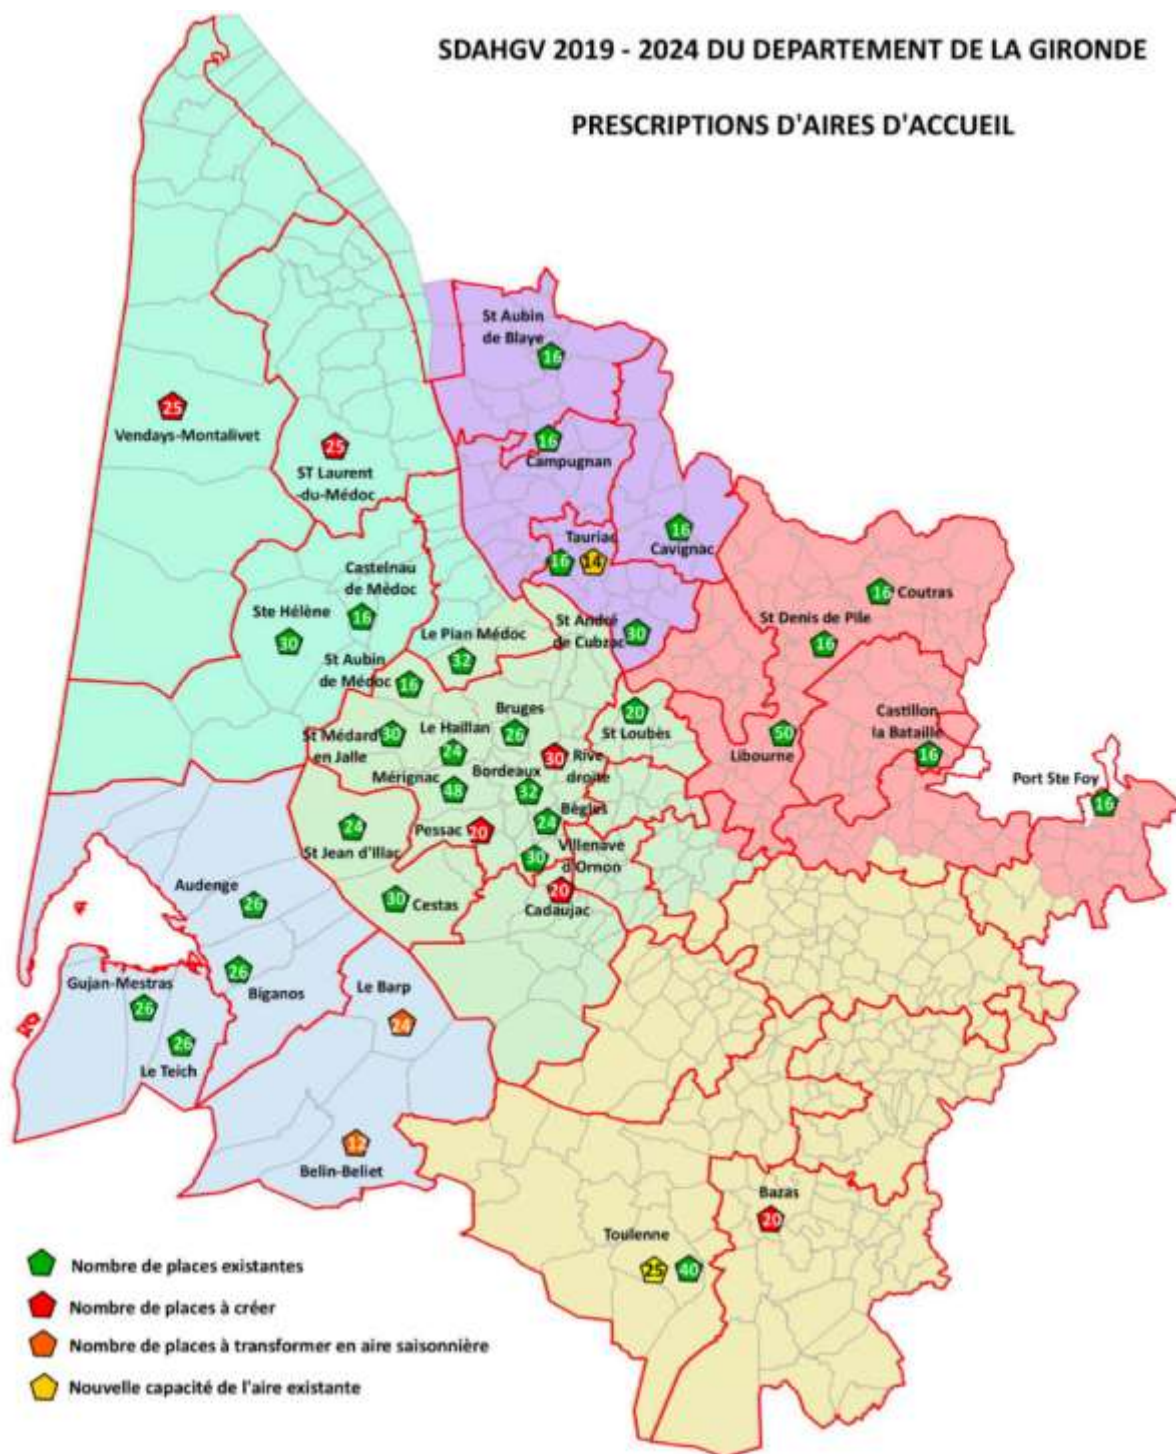 SDAHGV 2019 - 2024 DU DEPARTEMENT DE LA GIRONDE
PRESCRIPTIONS D'AIRES D'ACCUEIL
St Aubin
de Blaye
16
25
Vendays-Montalivet
25
ST Laurent
-du-Médoc
16
Campugnan
16
Cavignac
Tauriac
16
14
Castelnau
de Médoc
16
Ste Hélène
30
16
Coutras
St Denis de Pile
16
St André
de Cubzac
30
Le Pian Médoc
32
St Aubin
de Médoc
16
20
St Loubès
Bruges
26
Le Haillan
24
St Médard
en Jalle
30
Castillon
la Bataille
16
50
Libourne
30
Rive
droite
Mérignac
48
Bordeaux
32
Port Ste Foy
16
24
St Jean d'Illac
Pessac
20
Bègles
24
Villenave
d'Ornon
30
20
Cadaujac
30
Cestas
Audenge
26
26
Biganos
Gujan-Mestras
26
26
Le Teich
Le Barp
24
12
Belin-Beliet
Bazas
20
Toulenne
25
40
Nombre de places existantes
Nombre de places à créer
Nombre de places à transformer en aire saisonnière
Nouvelle capacité de l'aire existante